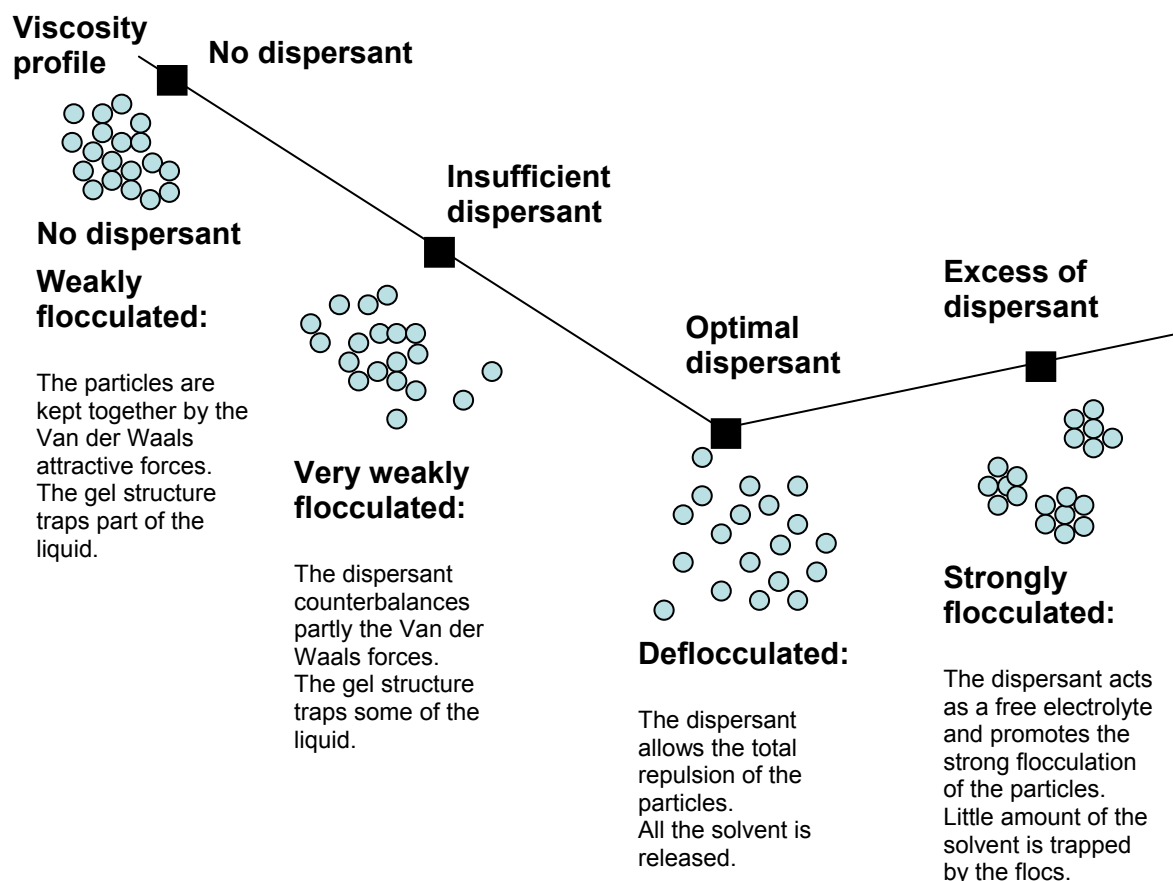 Viscosity
profile
No dispersant
No dispersant
Weakly
flocculated:
The particles are
kept together by the
Van der Waals
attractive forces.
The gel structure
traps part of the
liquid.
Insufficient
dispersant
Very weakly
flocculated:
The dispersant
counterbalances
partly the Van der
Waals forces.
The gel structure
traps some of the
liquid.
Optimal
dispersant
Deflocculated:
The dispersant
allows the total
repulsion of the
particles.
All the solvent is
released.
Excess of
dispersant
Strongly
flocculated:
The dispersant acts
as a free electrolyte
and promotes the
strong flocculation
of the particles.
Little amount of the
solvent is trapped
by the flocs.